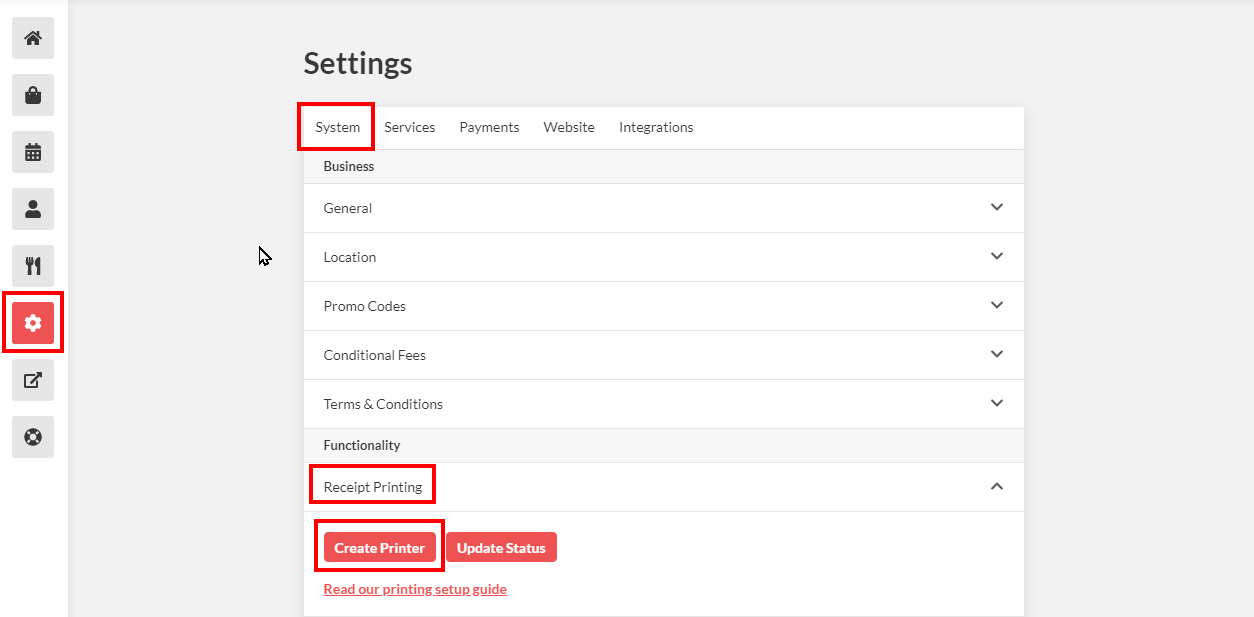 Settings
System Services Payments Website Integrations
Business
General
Location
Promo Codes
Conditional Fees
Terms & Conditions
Functionality
Receipt Printing
Create Printer Update Status
Read our printing setup guide